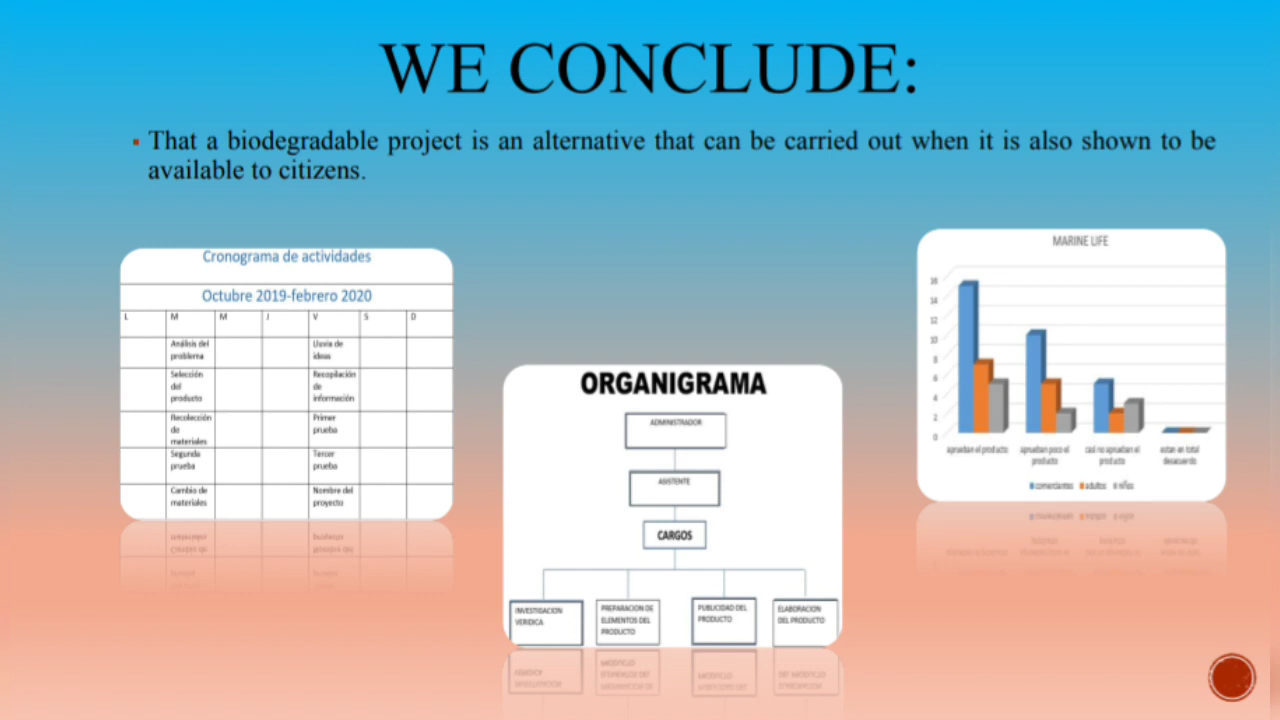 WE CONCLUDE:
That a biodegradable project is an alternative that can be carried out when it is also shown to be
available to citizens.
Cronograma de actividades
Octubre 2019-febrero 2020
L M M J V S D
Análisis del
problema
Lluvia de
ideas
Selección
del
producto
Recopilación
de
información
Recolección
de
materiales
Primer
prueba
Segunda
prueba
Tercer
prueba
Cambio de
materiales
Nombre del
proyecto
ORGANIGRAMA
ADMINISTRADOR
ASISTENTE
CARGOS
INVESTIGACION
VERIDICA
PREPARACION DE
ELEMENTOS DEL
PRODUCTO
PUBLICIDAD DEL
PRODUCTO
ELABORACION
DEL PRODUCTO
MARINE LIFE
16
14
12
10
8
6
4
2
0
aprueban el producto
aprueban poco el
producto
casi no aprueban el
producto
estan en total
desacuerdo
comerciantes adultos niños